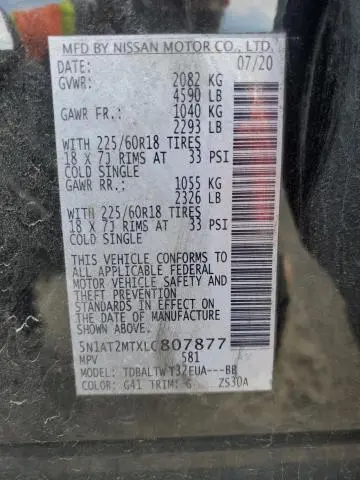 MFD BY NISSAN MOTOR CO., LTD.
DATE: 07/20
GVWR: 2082 KG
4590 LB
GAWR FR.: 1040 KG
2293 LB
WITH 225/60R18 TIRES
18 X 7J RIMS AT 33 PSI
COLD SINGLE
GAWR RR.: 1055 KG
2326 LB
WITH 225/60R18 TIRES
18 X 7J RIMS AT 33 PSI
COLD SINGLE
THIS VEHICLE CONFORMS TO
ALL APPLICABLE FEDERAL
MOTOR VEHICLE SAFETY AND
STANDARDS IN EFFECT ON
THE DATE OF MANUFACTURE
SHOWN ABOVE.
5N1AT2MTXLC807877
MPV 581
MODEL: TDBALTW T32EUA---BB
COLOR: G41 TRIM: G ZS30A